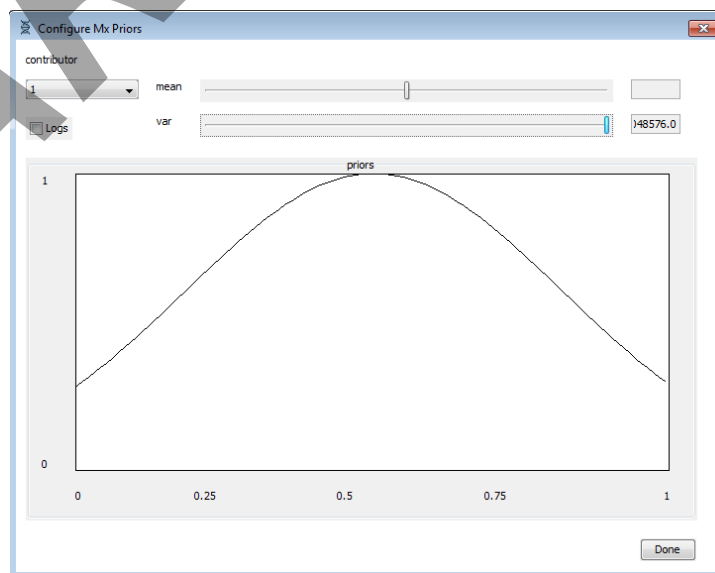 Configure Mx Priors
contributor
1 mean
Logs var )48576.0
priors
1
0
0 0.25 0.5 0.75 1
Done